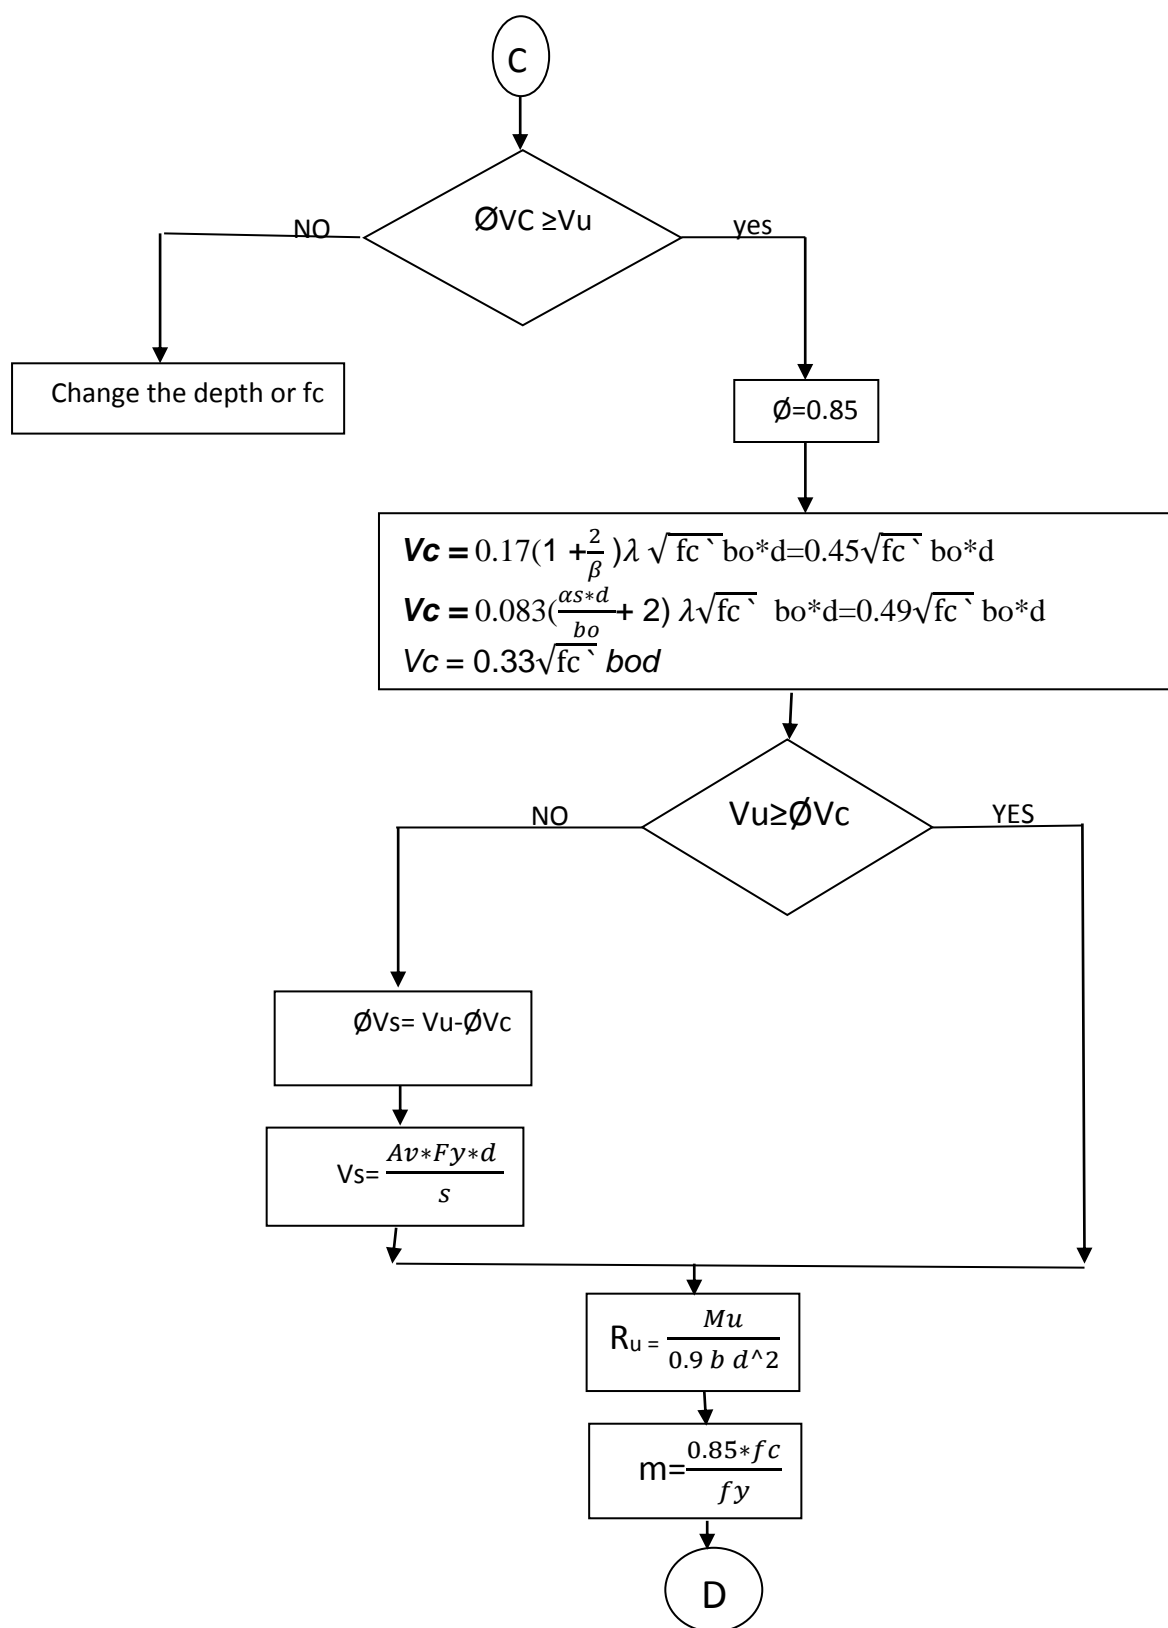 C
ØVC ≥Vu
NO
yes
Change the depth or fc
Ø=0.85
Vc = 0.17(1 +2/β )λ √fc ` bo*d=0.45√fc ` bo*d
Vc = 0.083(αs*d/bo + 2) λ√fc ` bo*d=0.49√fc ` bo*d
Vc = 0.33√fc ` bod
Vu≥ØVc
NO
YES
ØVs= Vu-ØVc
Vs= Av*Fy*d/s
Ru = Mu/0.9 b d^2
m=0.85*fc/fy
D